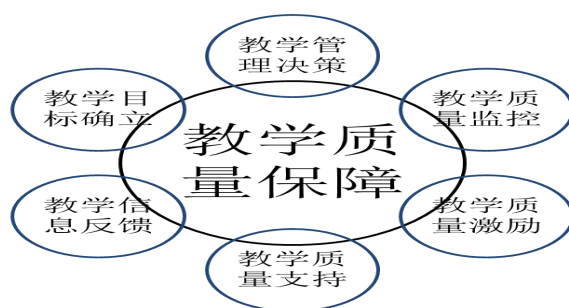 教学管
理决策
教学目
标确立
教学质
量监控
教学质
量保障
教学信
息反馈
教学质
量激励
教学质
量支持